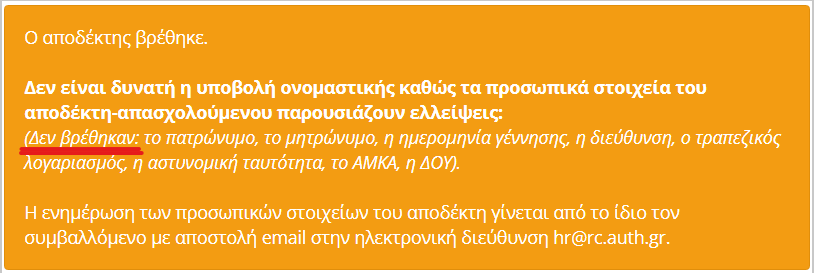 Ο αποδέκτης βρέθηκε.
Δεν είναι δυνατή η υποβολή ονομαστικής καθώς τα προσωπικά στοιχεία του
αποδέκτη-απασχολούμενου παρουσιάζουν ελλείψεις:
(Δεν βρέθηκαν: το πατρώνυμο, το μητρώνυμο, η ημερομηνία γέννησης, η διεύθυνση, ο τραπεζικός
λογαριασμός, η αστυνομική ταυτότητα, το ΑΜΚΑ, η ΔΟΥ).
Η ενημέρωση των προσωπικών στοιχείων του αποδέκτη γίνεται από το ίδιο τον
συμβαλλόμενο με αποστολή email στην ηλεκτρονική διεύθυνση hr@rc.auth.gr.